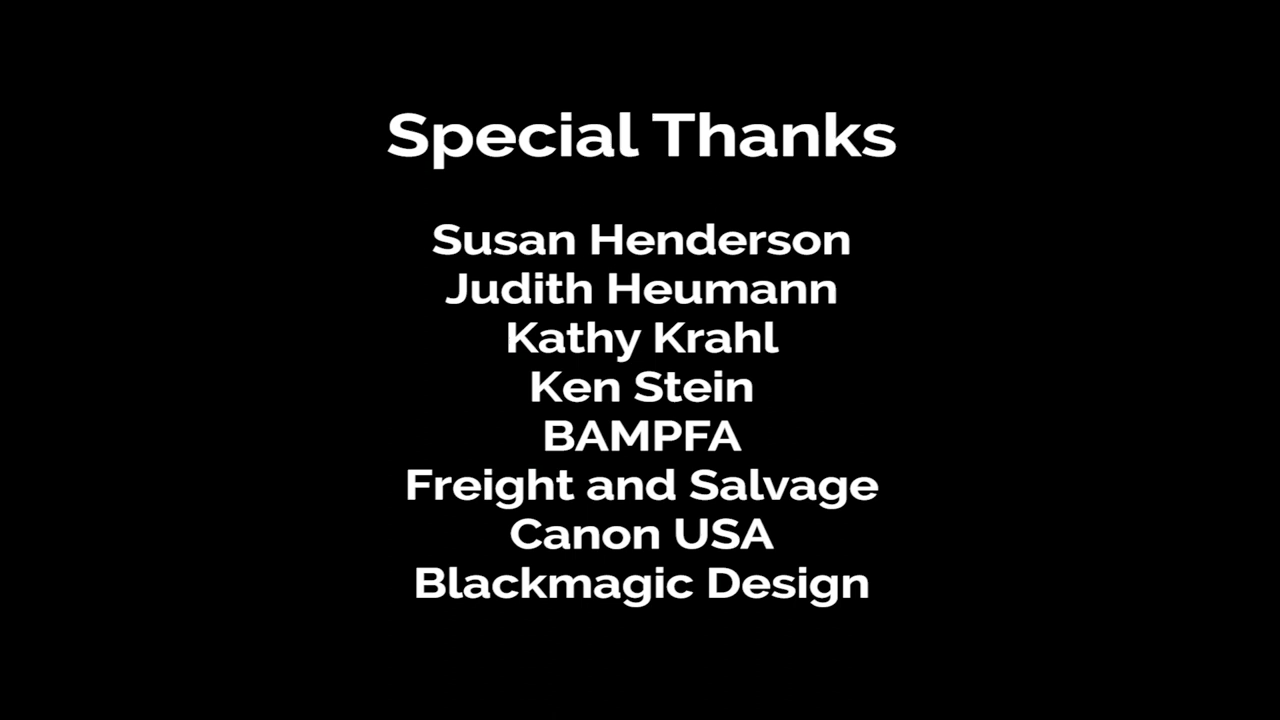 Special Thanks
Susan Henderson
Judith Heumann
Kathy Krahl
Ken Stein
BAMPFA
Freight and Salvage
Canon USA
Blackmagic Design